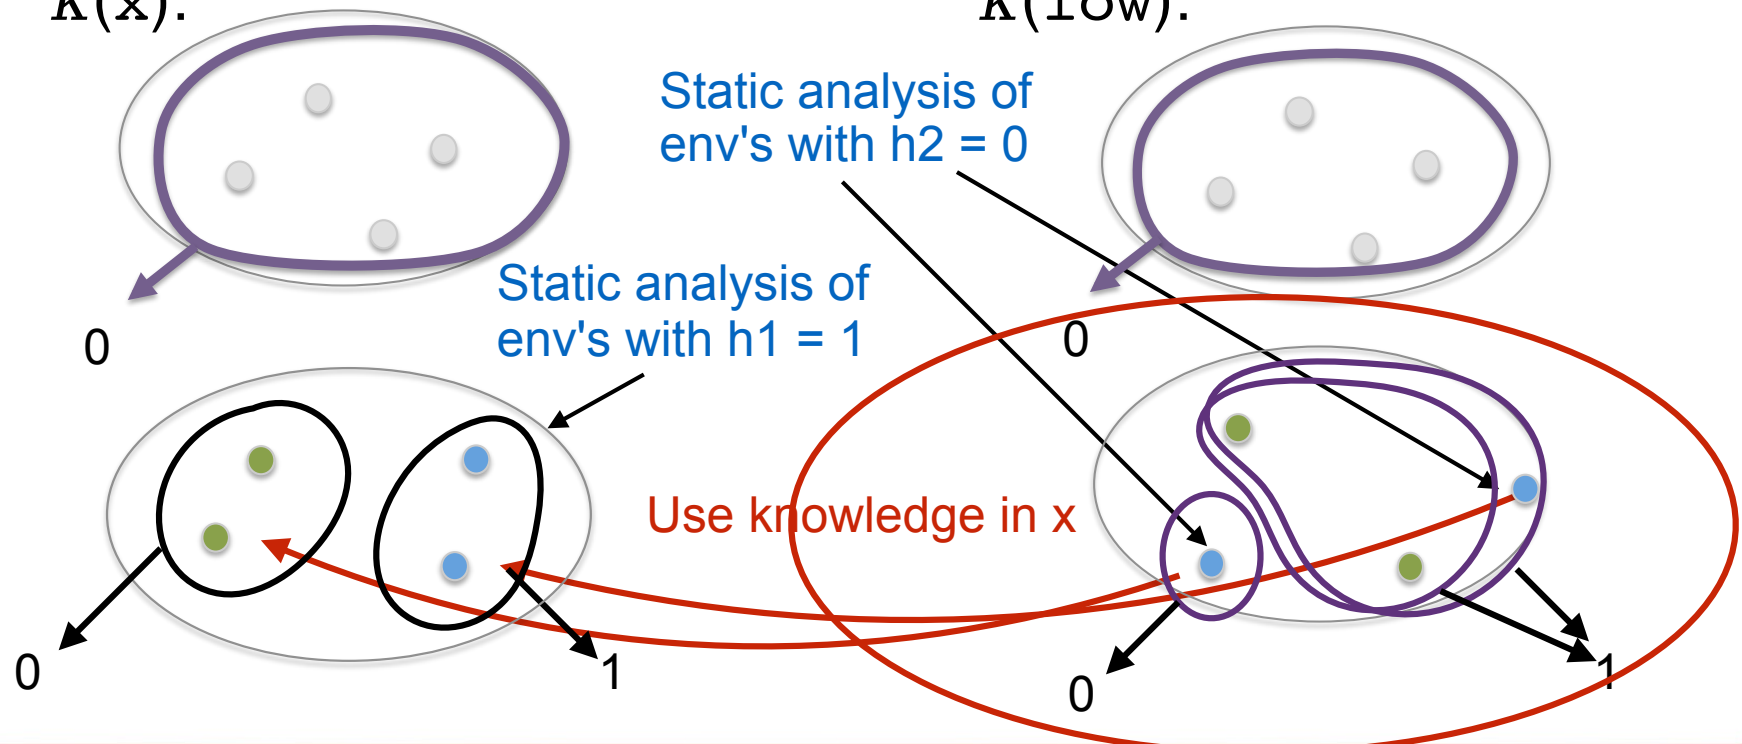 K(x):
K(low):
Static analysis of
env's with h2 = 0
Static analysis of
env's with h1 = 1
0
0
Use knowledge in x
0
1
0
1